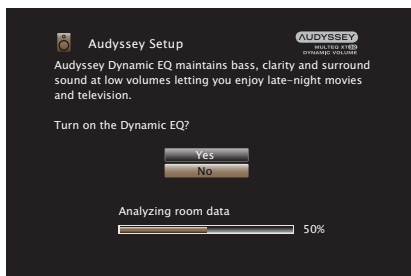 Audyssey Setup
AUDYSSEY
MULTEQ XT32
DYNAMIC VOLUME
Audyssey Dynamic EQ maintains bass, clarity and surround
sound at low volumes letting you enjoy late-night movies
and television.
Turn on the Dynamic EQ?
Yes
No
Analyzing room data
50%